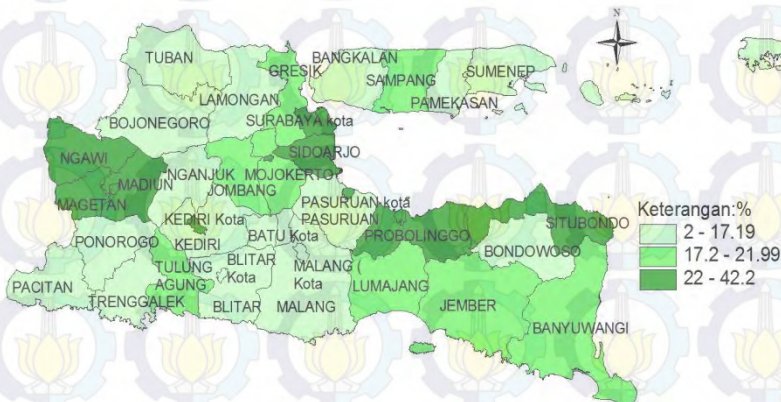 N
TUBAN
BANGKALAN
GRESIK
SAMPANG
SUMENEP
LAMONGAN
PAMEKASAN
BOJONEGORO
SURABAYA kota
NGAWI
SIDOARJO
MADIUN
NGANJUK
MOJOKERTO
MAGETAN
JOMBANG
PASURUAN kota
KEDIRI Kota
PASURUAN
Keterangan:%
SITUBONDO
2 - 17.19
PONOROGO
KEDIRI
BATU Kota
PROBOLINGGO
BONDOWOSO
17.2 - 21.99
TULUNG
AGUNG
BLITAR
Kota
MALANG (
Kota
22 - 42.2
PACITAN
LUMAJANG
TRENGGALEK
BLITAR
MALANG
JEMBER
BANYUWANGI